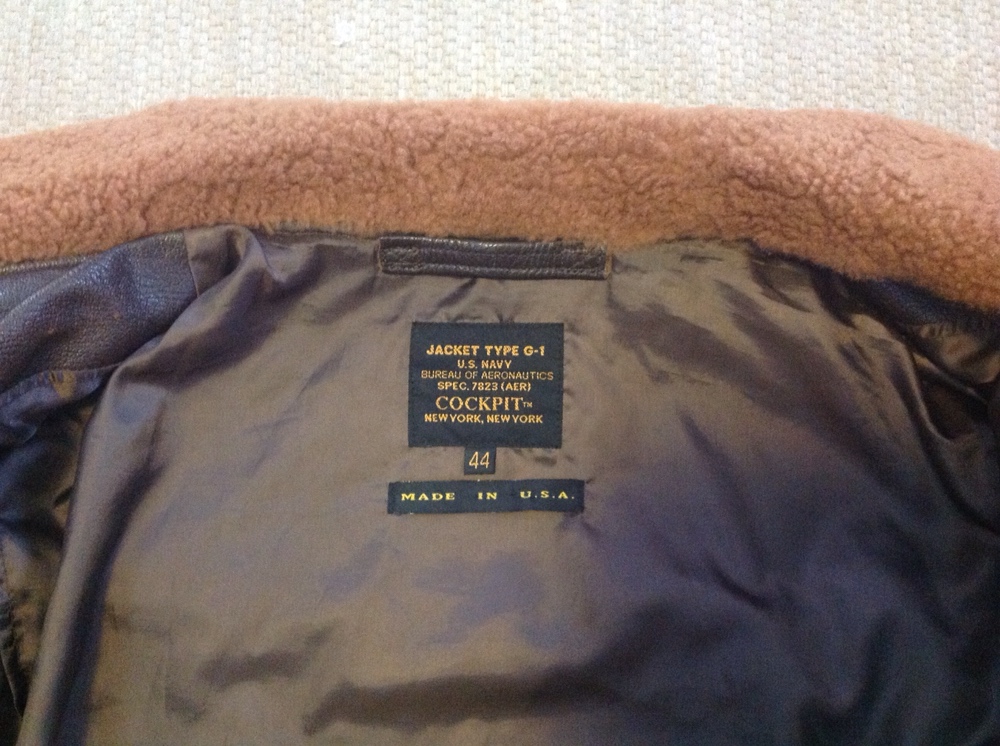 JACKET TYPE G-1
U.S. NAVY
BUREAU OF AERONAUTICS
SPEC. 7823 (AER)
COCKPIT™
NEW YORK, NEW YORK
44
MADE IN U.S.A.